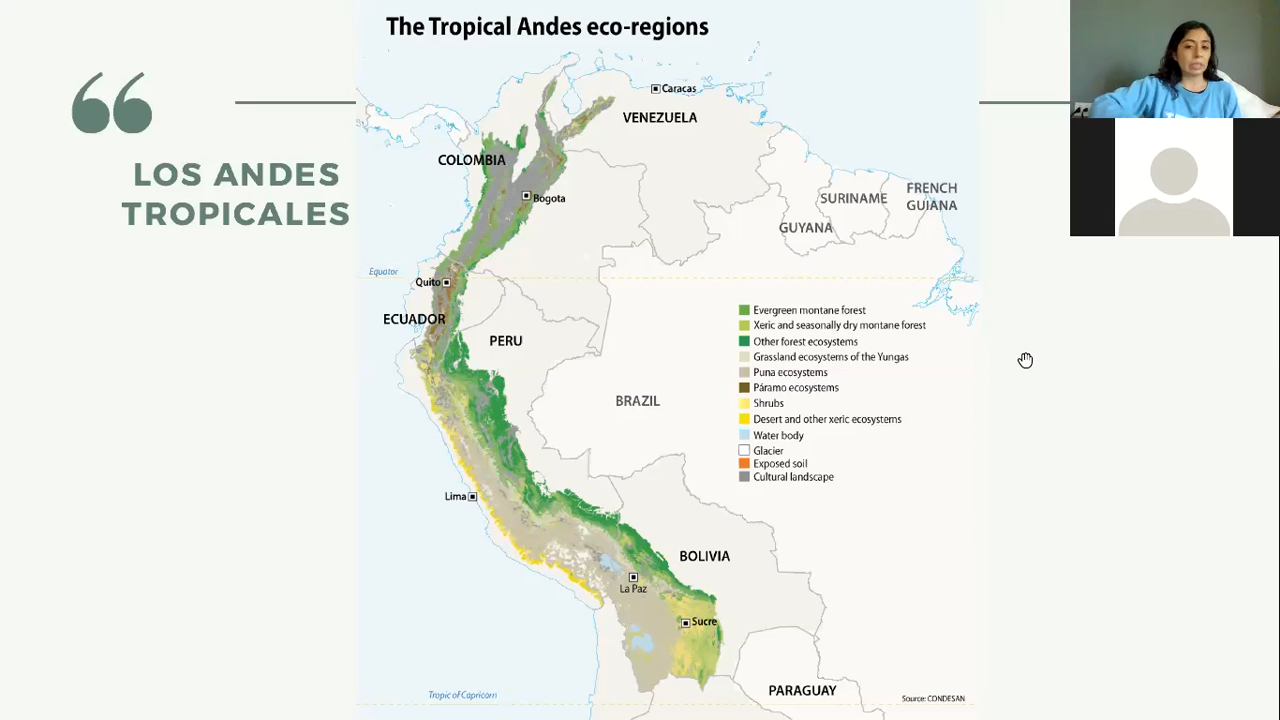 The Tropical Andes eco-regions
“
LOS ANDES
TROPICALES
Caracas
VENEZUELA
COLOMBIA
Bogota
SURINAME
FRENCH
GUIANA
GUYANA
Equator
Quito
ECUADOR
PERU
BRAZIL
Evergreen montane forest
Xeric and seasonally dry montane forest
Other forest ecosystems
Grassland ecosystems of the Yungas
Puna ecosystems
Páramo ecosystems
Shrubs
Desert and other xeric ecosystems
Water body
Glacier
Exposed soil
Cultural landscape
Lima
BOLIVIA
La Paz
Sucre
PARAGUAY
Tropic of Capricorn
Source: CONDESAN